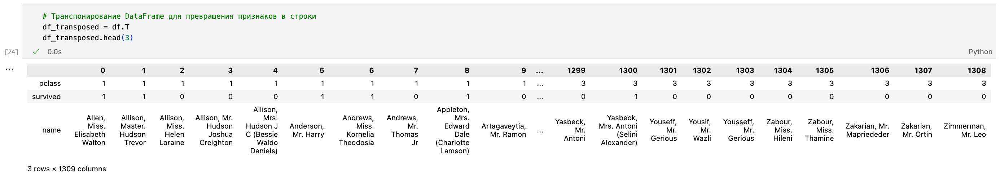 # Транспонирование DataFrame для превращения признаков в строки
df_transposed = df.T
df_transposed.head(3)
[24] 0.0s Python
...
0 1 2 3 4 5 6 7 8 9 ... 1299 1300 1301 1302 1303 1304 1305 1306 1307 1308
pclass 1 1 1 1 1 1 1 1 1 1 ... 3 3 3 3 3 3 3 3 3 3
survived 1 1 0 0 0 1 1 0 1 0 ... 0 1 0 0 0 0 0 0 0 0
name
Allen,
Miss.
Elisabeth
Walton
Allison,
Master.
Hudson
Trevor
Allison,
Miss.
Helen
Loraine
Allison, Mr.
Hudson
Joshua
Creighton
Allison,
Mrs.
Hudson J
C (Bessie
Waldo
Daniels)
Anderson,
Mr. Harry
Andrews,
Miss.
Kornelia
Theodosia
Andrews,
Mr.
Thomas
Jr
Appleton,
Mrs.
Edward
Dale
(Charlotte
Lamson)
Artagaveytia,
Mr. Ramon
...
Yasbeck,
Mr.
Antoni
Yasbeck,
Mrs. Antoni
(Selini
Alexander)
Youseff,
Mr.
Gerious
Yousif,
Mr.
Wazli
Yousseff,
Mr.
Gerious
Zabour,
Miss.
Hileni
Zabour,
Miss.
Thamine
Zakarian, Mr.
Mapriededer
Zakarian,
Mr. Ortin
Zimmerman,
Mr. Leo
3 rows × 1309 columns